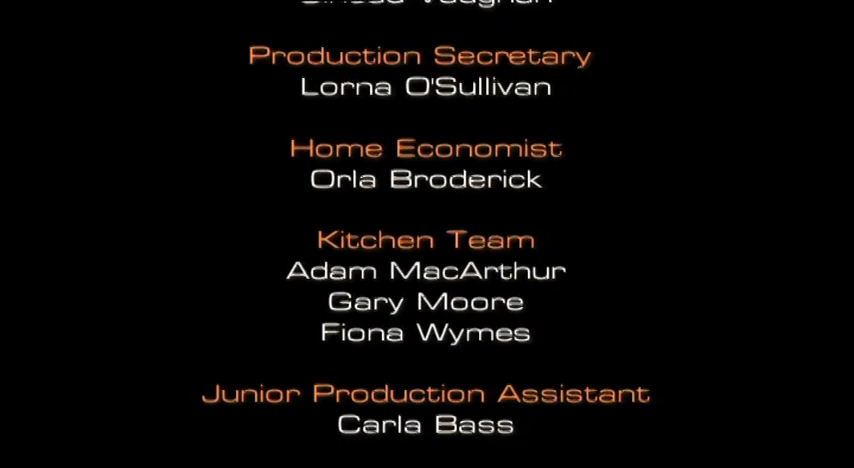 Production Secretary
Lorna O'Sullivan
Home Economist
Orla Broderick
Kitchen Team
Adam MacArthur
Gary Moore
Fiona Wymes
Junior Production Assistant
Carla Bass